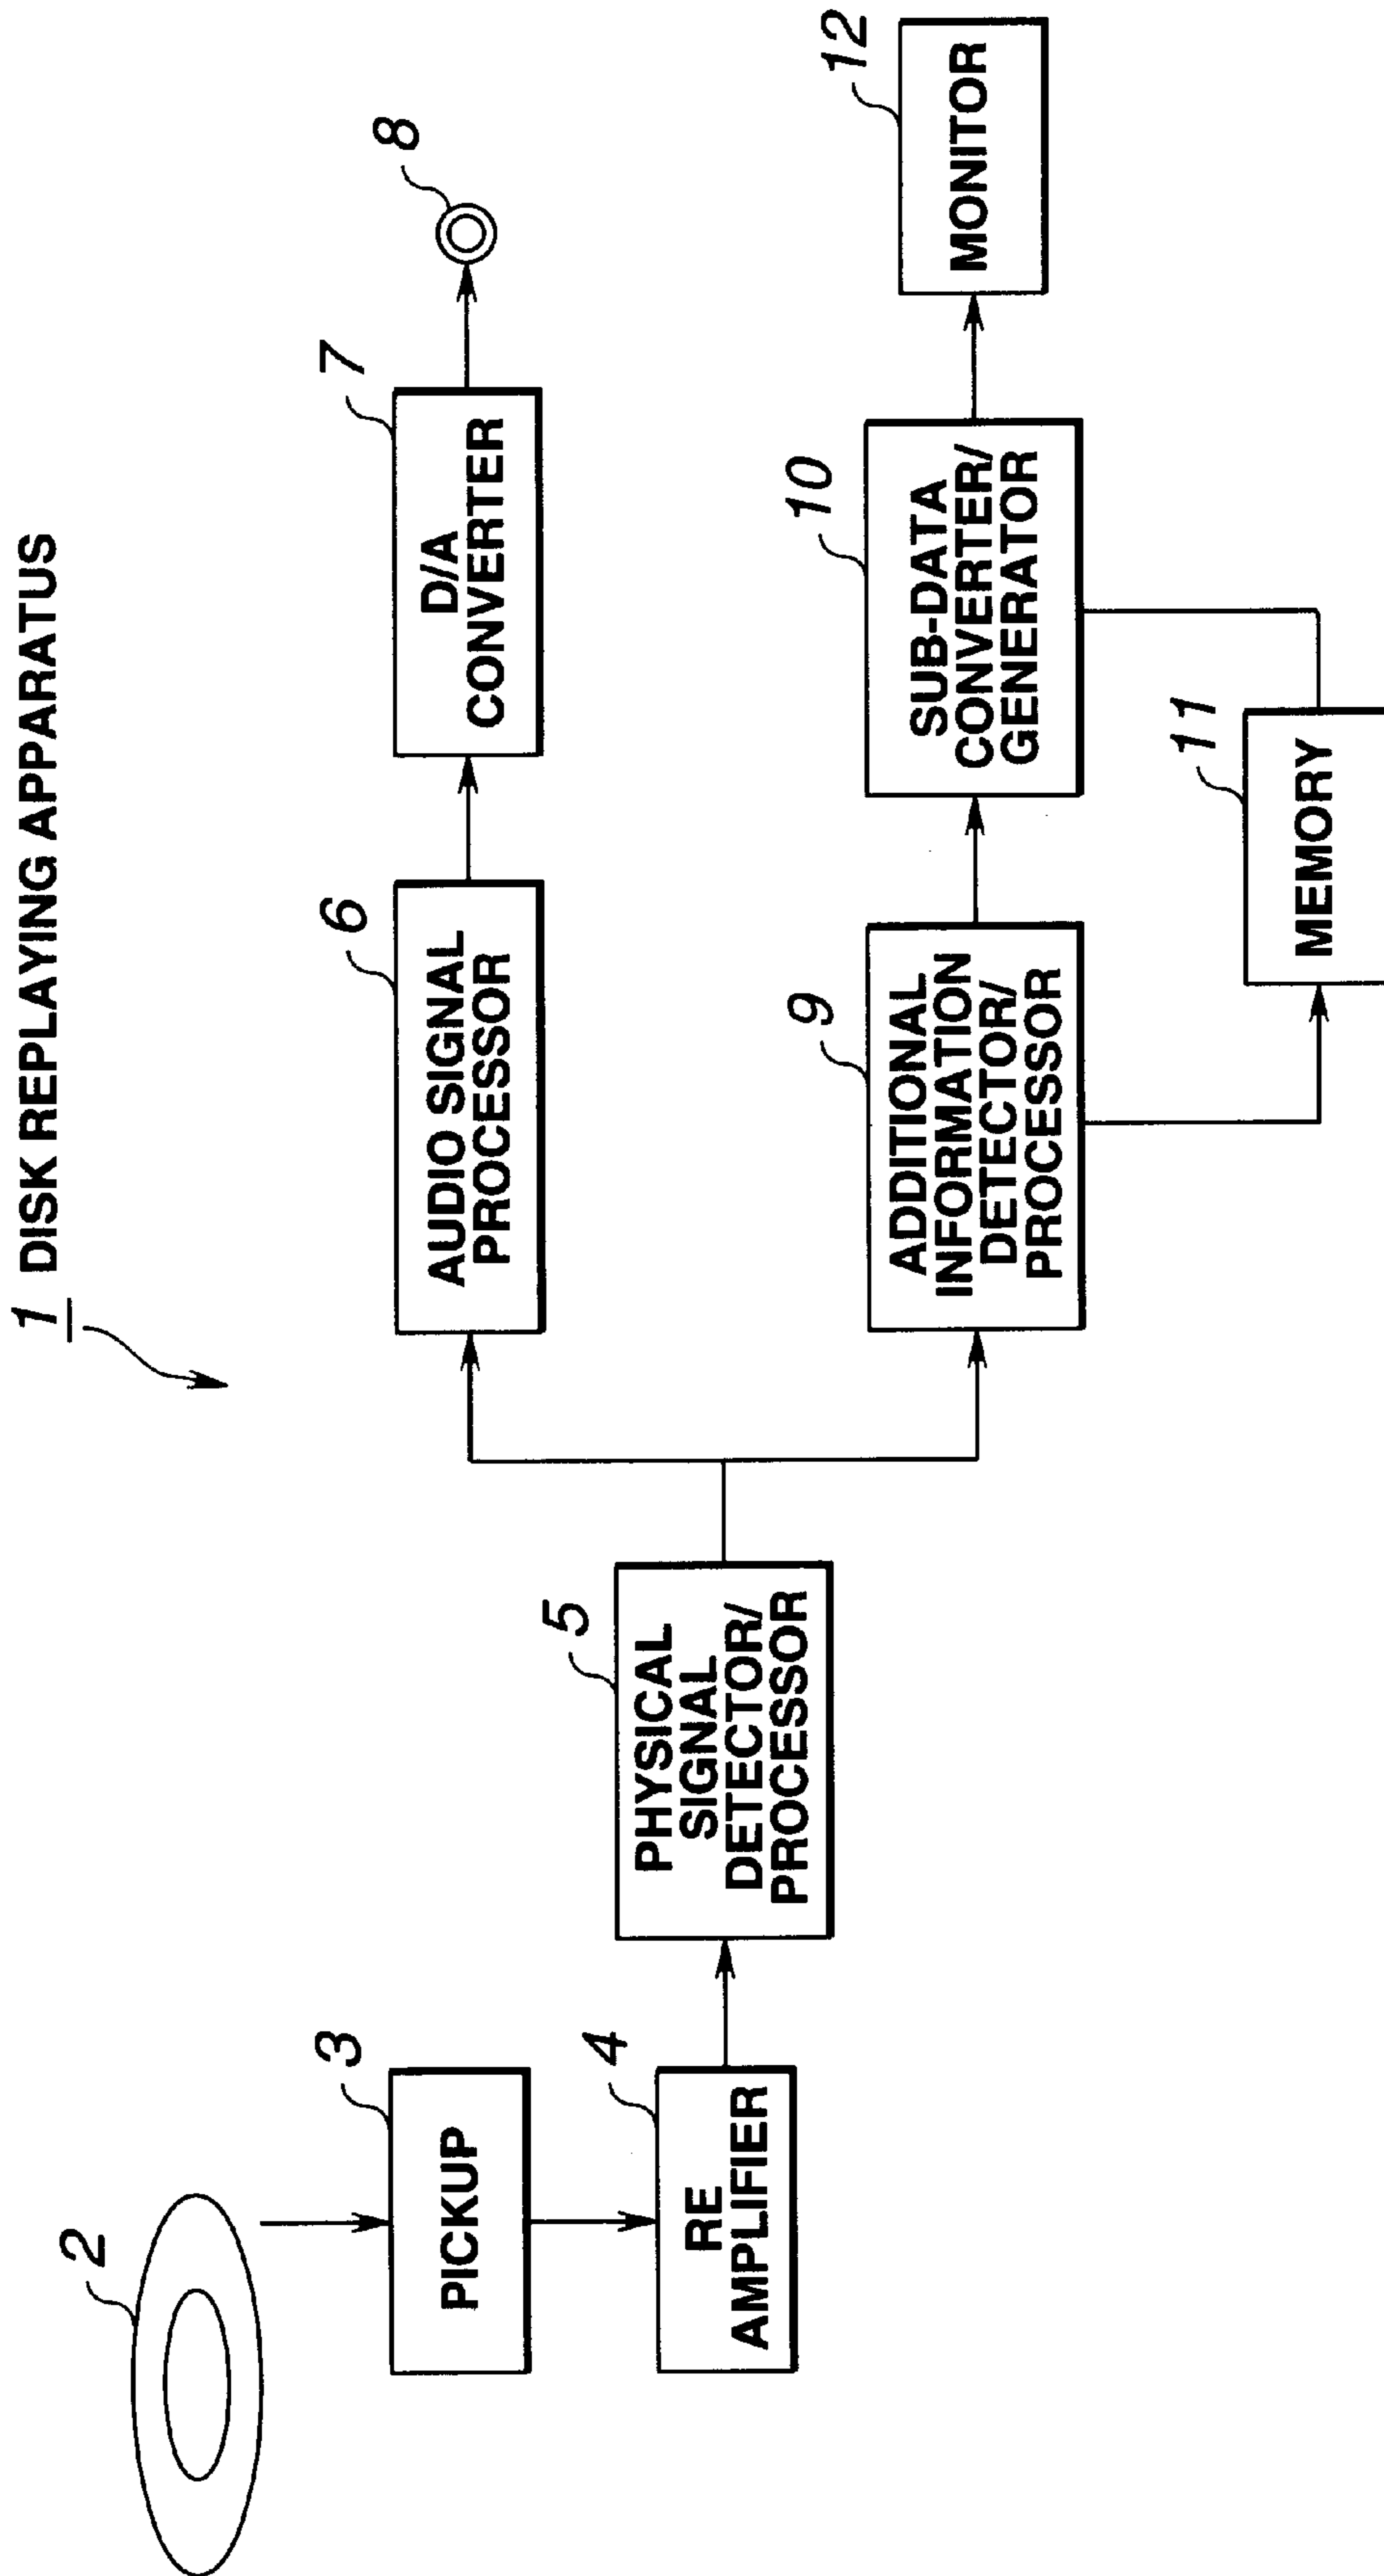 1 DISK REPLAYING APPARATUS
2
3
PICKUP
4
RE
AMPLIFIER
5
PHYSICAL
SIGNAL
DETECTOR/
PROCESSOR
6
AUDIO SIGNAL
PROCESSOR
7
D/A
CONVERTER
8
9
ADDITIONAL
INFORMATION
DETECTOR/
PROCESSOR
10
SUB-DATA
CONVERTER/
GENERATOR
11
MEMORY
12
MONITOR